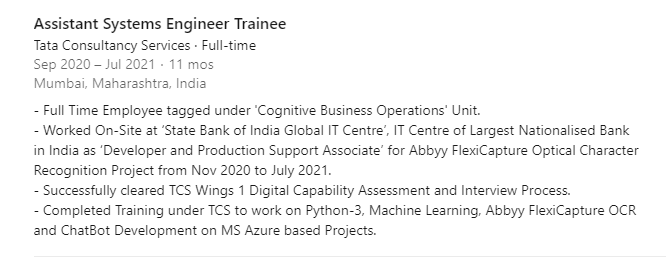 Assistant Systems Engineer Trainee
Tata Consultancy Services · Full-time
Sep 2020 – Jul 2021 · 11 mos
Mumbai, Maharashtra, India
- Full Time Employee tagged under 'Cognitive Business Operations' Unit.
- Worked On-Site at ‘State Bank of India Global IT Centre’, IT Centre of Largest Nationalised Bank
in India as ‘Developer and Production Support Associate’ for Abbyy FlexiCapture Optical Character
Recognition Project from Nov 2020 to July 2021.
- Successfully cleared TCS Wings 1 Digital Capability Assessment and Interview Process.
- Completed Training under TCS to work on Python-3, Machine Learning, Abbyy FlexiCapture OCR
and ChatBot Development on MS Azure based Projects.